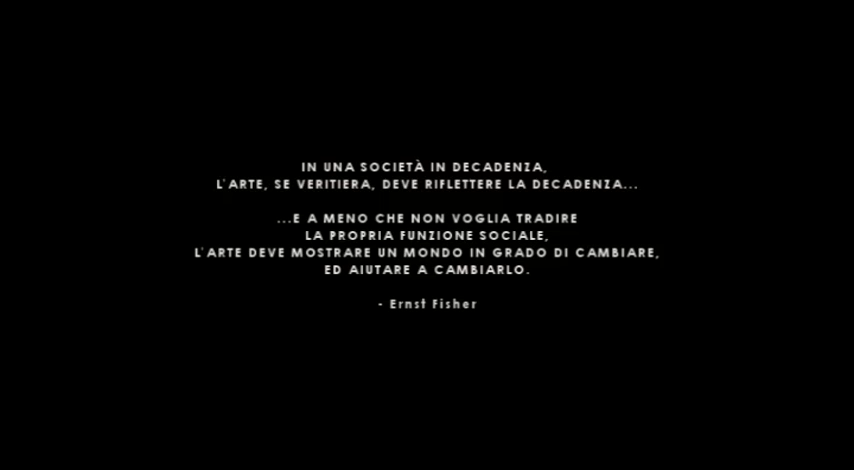 IN UNA SOCIETÀ IN DECADENZA,
L'ARTE, SE VERITIERA, DEVE RIFLETTERE LA DECADENZA...
...E A MENO CHE NON VOGLIA TRADIRE
LA PROPRIA FUNZIONE SOCIALE,
L'ARTE DEVE MOSTRARE UN MONDO IN GRADO DI CAMBIARE,
ED AIUTARE A CAMBIARLO.
- Ernst Fisher